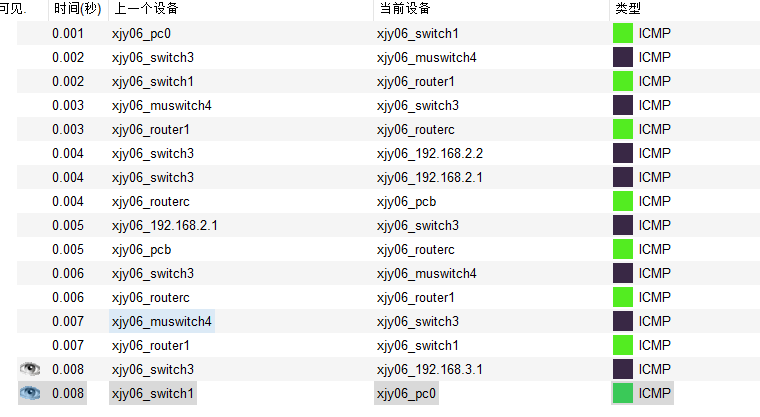 可见. 时间(秒) 上一个设备 当前设备 类型
0.001 xjy06_pc0 xjy06_switch1 ICMP
0.002 xjy06_switch3 xjy06_muswitch4 ICMP
0.002 xjy06_switch1 xjy06_router1 ICMP
0.003 xjy06_muswitch4 xjy06_switch3 ICMP
0.003 xjy06_router1 xjy06_routerc ICMP
0.004 xjy06_switch3 xjy06_192.168.2.2 ICMP
0.004 xjy06_switch3 xjy06_192.168.2.1 ICMP
0.004 xjy06_routerc xjy06_pcb ICMP
0.005 xjy06_192.168.2.1 xjy06_switch3 ICMP
0.005 xjy06_pcb xjy06_routerc ICMP
0.006 xjy06_switch3 xjy06_muswitch4 ICMP
0.006 xjy06_routerc xjy06_router1 ICMP
0.007 xjy06_muswitch4 xjy06_switch3 ICMP
0.007 xjy06_router1 xjy06_switch1 ICMP
0.008 xjy06_switch3 xjy06_192.168.3.1 ICMP
0.008 xjy06_switch1 xjy06_pc0 ICMP